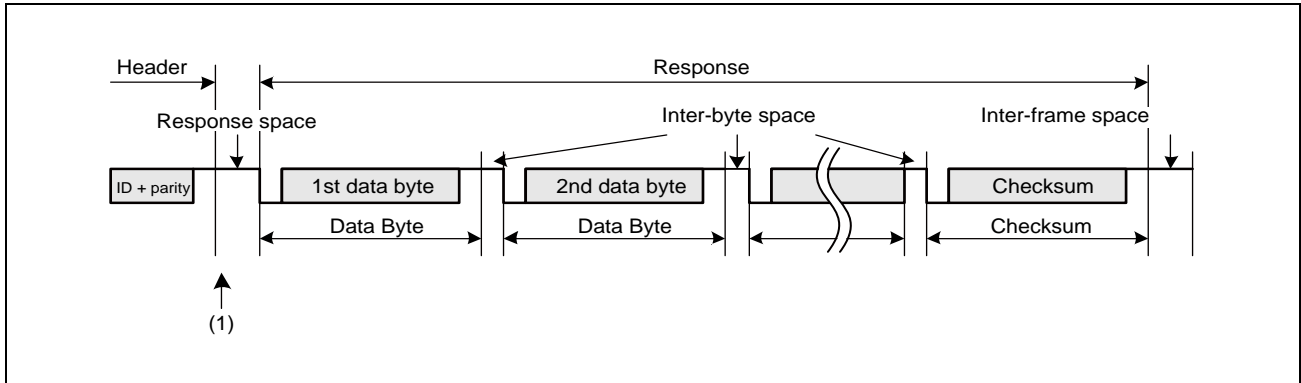 Header
Response
Response space
Inter-byte space
Inter-frame space
ID + parity
1st data byte
2nd data byte
Checksum
Data Byte
Data Byte
Checksum
(1)